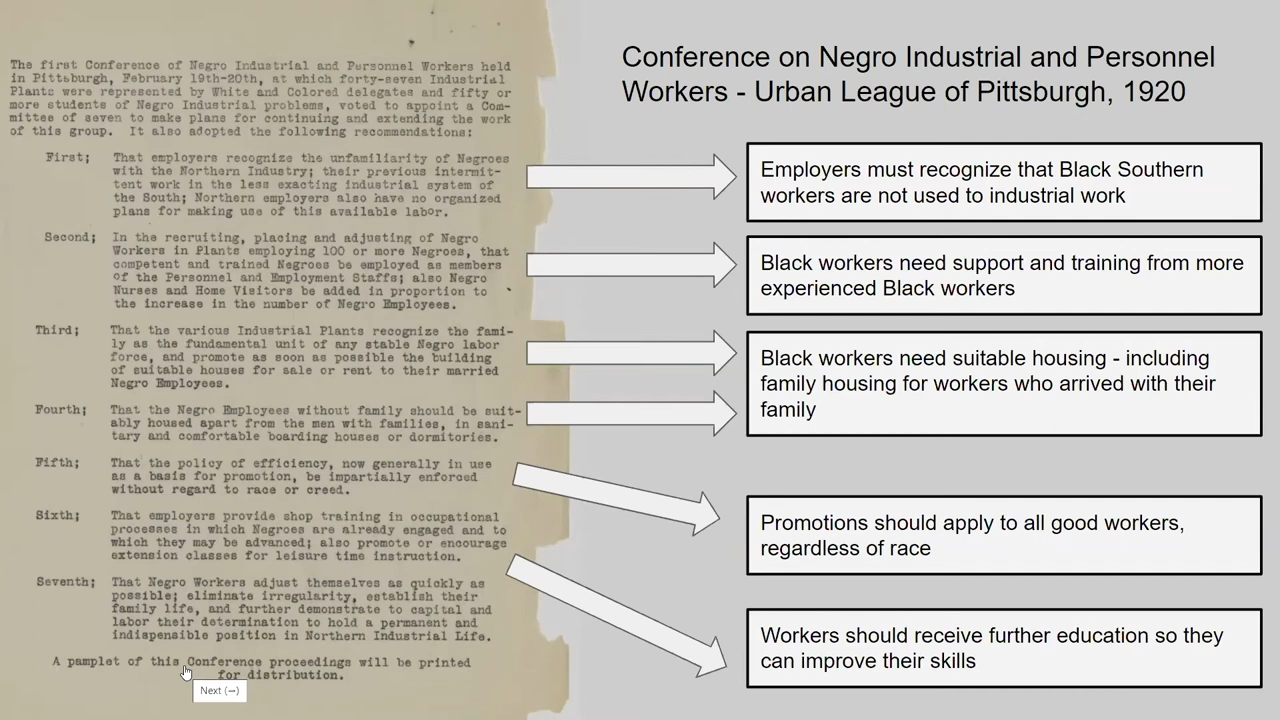 The first Conference of Negro Industrial and Personnel Workers held
in Pittsburgh, February 19th-20th, at which forty-seven Industrial
Plants were represented by White and Colored delegates and fifty or
more students of Negro Industrial problems, voted to appoint a Com-
mittee of seven to make plans for continuing and extending the work
of this group. It also adopted the following recommendations:
First; That employers recognize the unfamiliarity of Negroes
with the Northern Industry; their previous intermit-
tent work in the less exacting industrial system of
the South; Northern employers also have no organized
plans for making use of this available labor.
Second; In the recruiting, placing and adjusting of Negro
Workers in Plants employing 100 or more Negroes, that
competent and trained Negroes be employed as members
of the Personnel and Employment Staffs; also Negro
Nurses and Home Visitors be added in proportion to
the increase in the number of Negro Employees.
Third; That the various Industrial Plants recognize the fami-
ly as the fundamental unit of any stable Negro labor
force, and promote as soon as possible the building
of suitable houses for sale or rent to their married
Negro Employees.
Fourth; That the Negro Employees without family should be suit-
ably housed apart from the men with families, in sani-
tary and comfortable boarding houses or dormitories.
Fifth; That the policy of efficiency, now generally in use
as a basis for promotion, be impartially enforced
without regard to race or creed.
Sixth; That employers provide shop training in occupational
processes in which Negroes are already engaged and to
which they may be advanced; also promote or encourage
extension classes for leisure time instruction.
Seventh; That Negro Workers adjust themselves as quickly as
possible; eliminate irregularity, establish their
family life, and further demonstrate to capital and
labor their determination to hold a permanent and
indispensible position in Northern Industrial Life.
A pamplet of this Conference proceedings will be printed
for distribution.
Next (→)
Conference on Negro Industrial and Personnel
Workers - Urban League of Pittsburgh, 1920
Employers must recognize that Black Southern
workers are not used to industrial work
Black workers need support and training from more
experienced Black workers
Black workers need suitable housing - including
family housing for workers who arrived with their
family
Promotions should apply to all good workers,
regardless of race
Workers should receive further education so they
can improve their skills